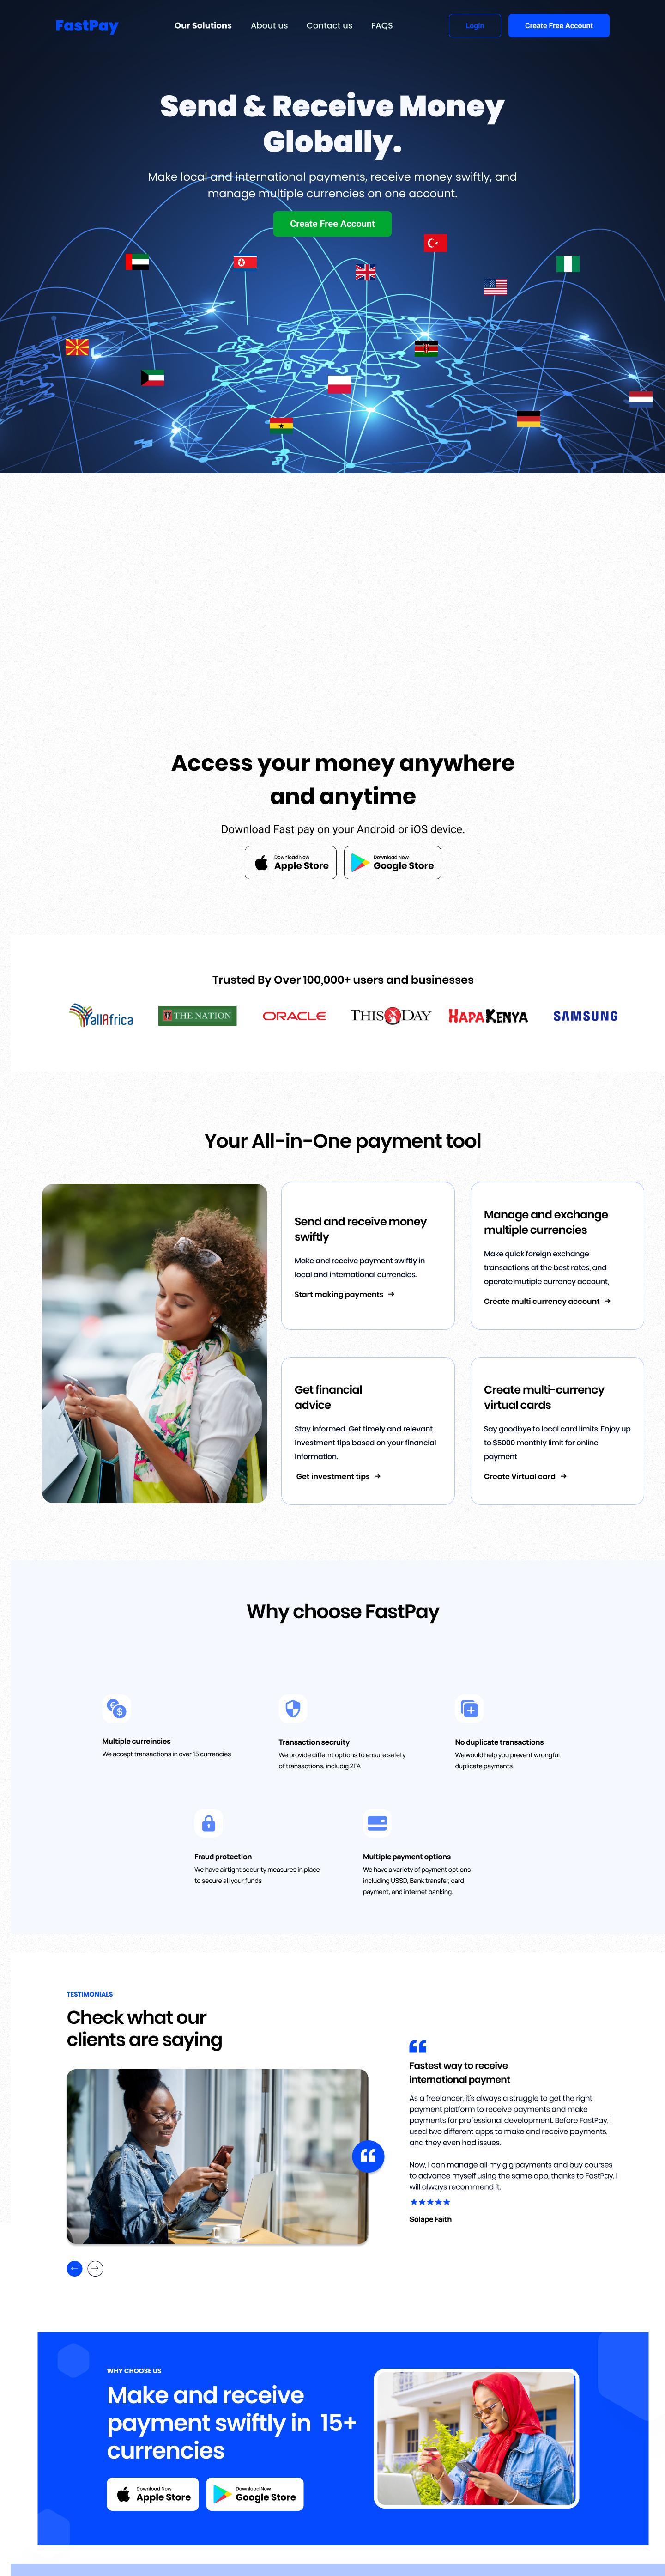 FastPay
Our Solutions
About us
Contact us
FAQS
Login
Create Free Account
Send & Receive Money
Globally.
Make local and international payments, receive money swiftly, and
manage multiple currencies on one account.
Create Free Account
Access your money anywhere
and anytime
Download Fast pay on your Android or iOS device.
Download Now
Apple Store
Download Now
Google Store
Trusted By Over 100,000+ users and businesses
allAfrica
THE NATION
ORACLE
THISDAY
HAPAKENYA
SAMSUNG
Your All-in-One payment tool
Send and receive money
swiftly
Make and receive payment swiftly in
local and international currencies.
Start making payments →
Manage and exchange
multiple currencies
Make quick foreign exchange
transactions at the best rates, and
operate mutiple currency account,
Create multi currency account →
Get financial
advice
Stay informed. Get timely and relevant
investment tips based on your financial
information.
Get investment tips →
Create multi-currency
virtual cards
Say goodbye to local card limits. Enjoy up
to $5000 monthly limit for online
payment
Create Virtual card →
Why choose FastPay
Multiple curreincies
We accept transactions in over 15 currencies
Transaction secruity
We provide differnt options to ensure safety
of transactions, includig 2FA
No duplicate transactions
We would help you prevent wrongful
duplicate payments
Fraud protection
We have airtight security measures in place
to secure all your funds
Multiple payment options
We have a variety of payment options
including USSD, Bank transfer, card
payment, and internet banking.
TESTIMONIALS
Check what our
clients are saying
Fastest way to receive
international payment
As a freelancer, it's always a struggle to get the right
payment platform to receive payments and make
payments for professional development. Before FastPay, I
used two different apps to make and receive payments,
and they even had issues.
Now, I can manage all my gig payments and buy courses
to advance myself using the same app, thanks to FastPay. I
will always recommend it.
Solape Faith
WHY CHOOSE US
Make and receive
payment swiftly in 15+
currencies
Download Now
Apple Store
Download Now
Google Store